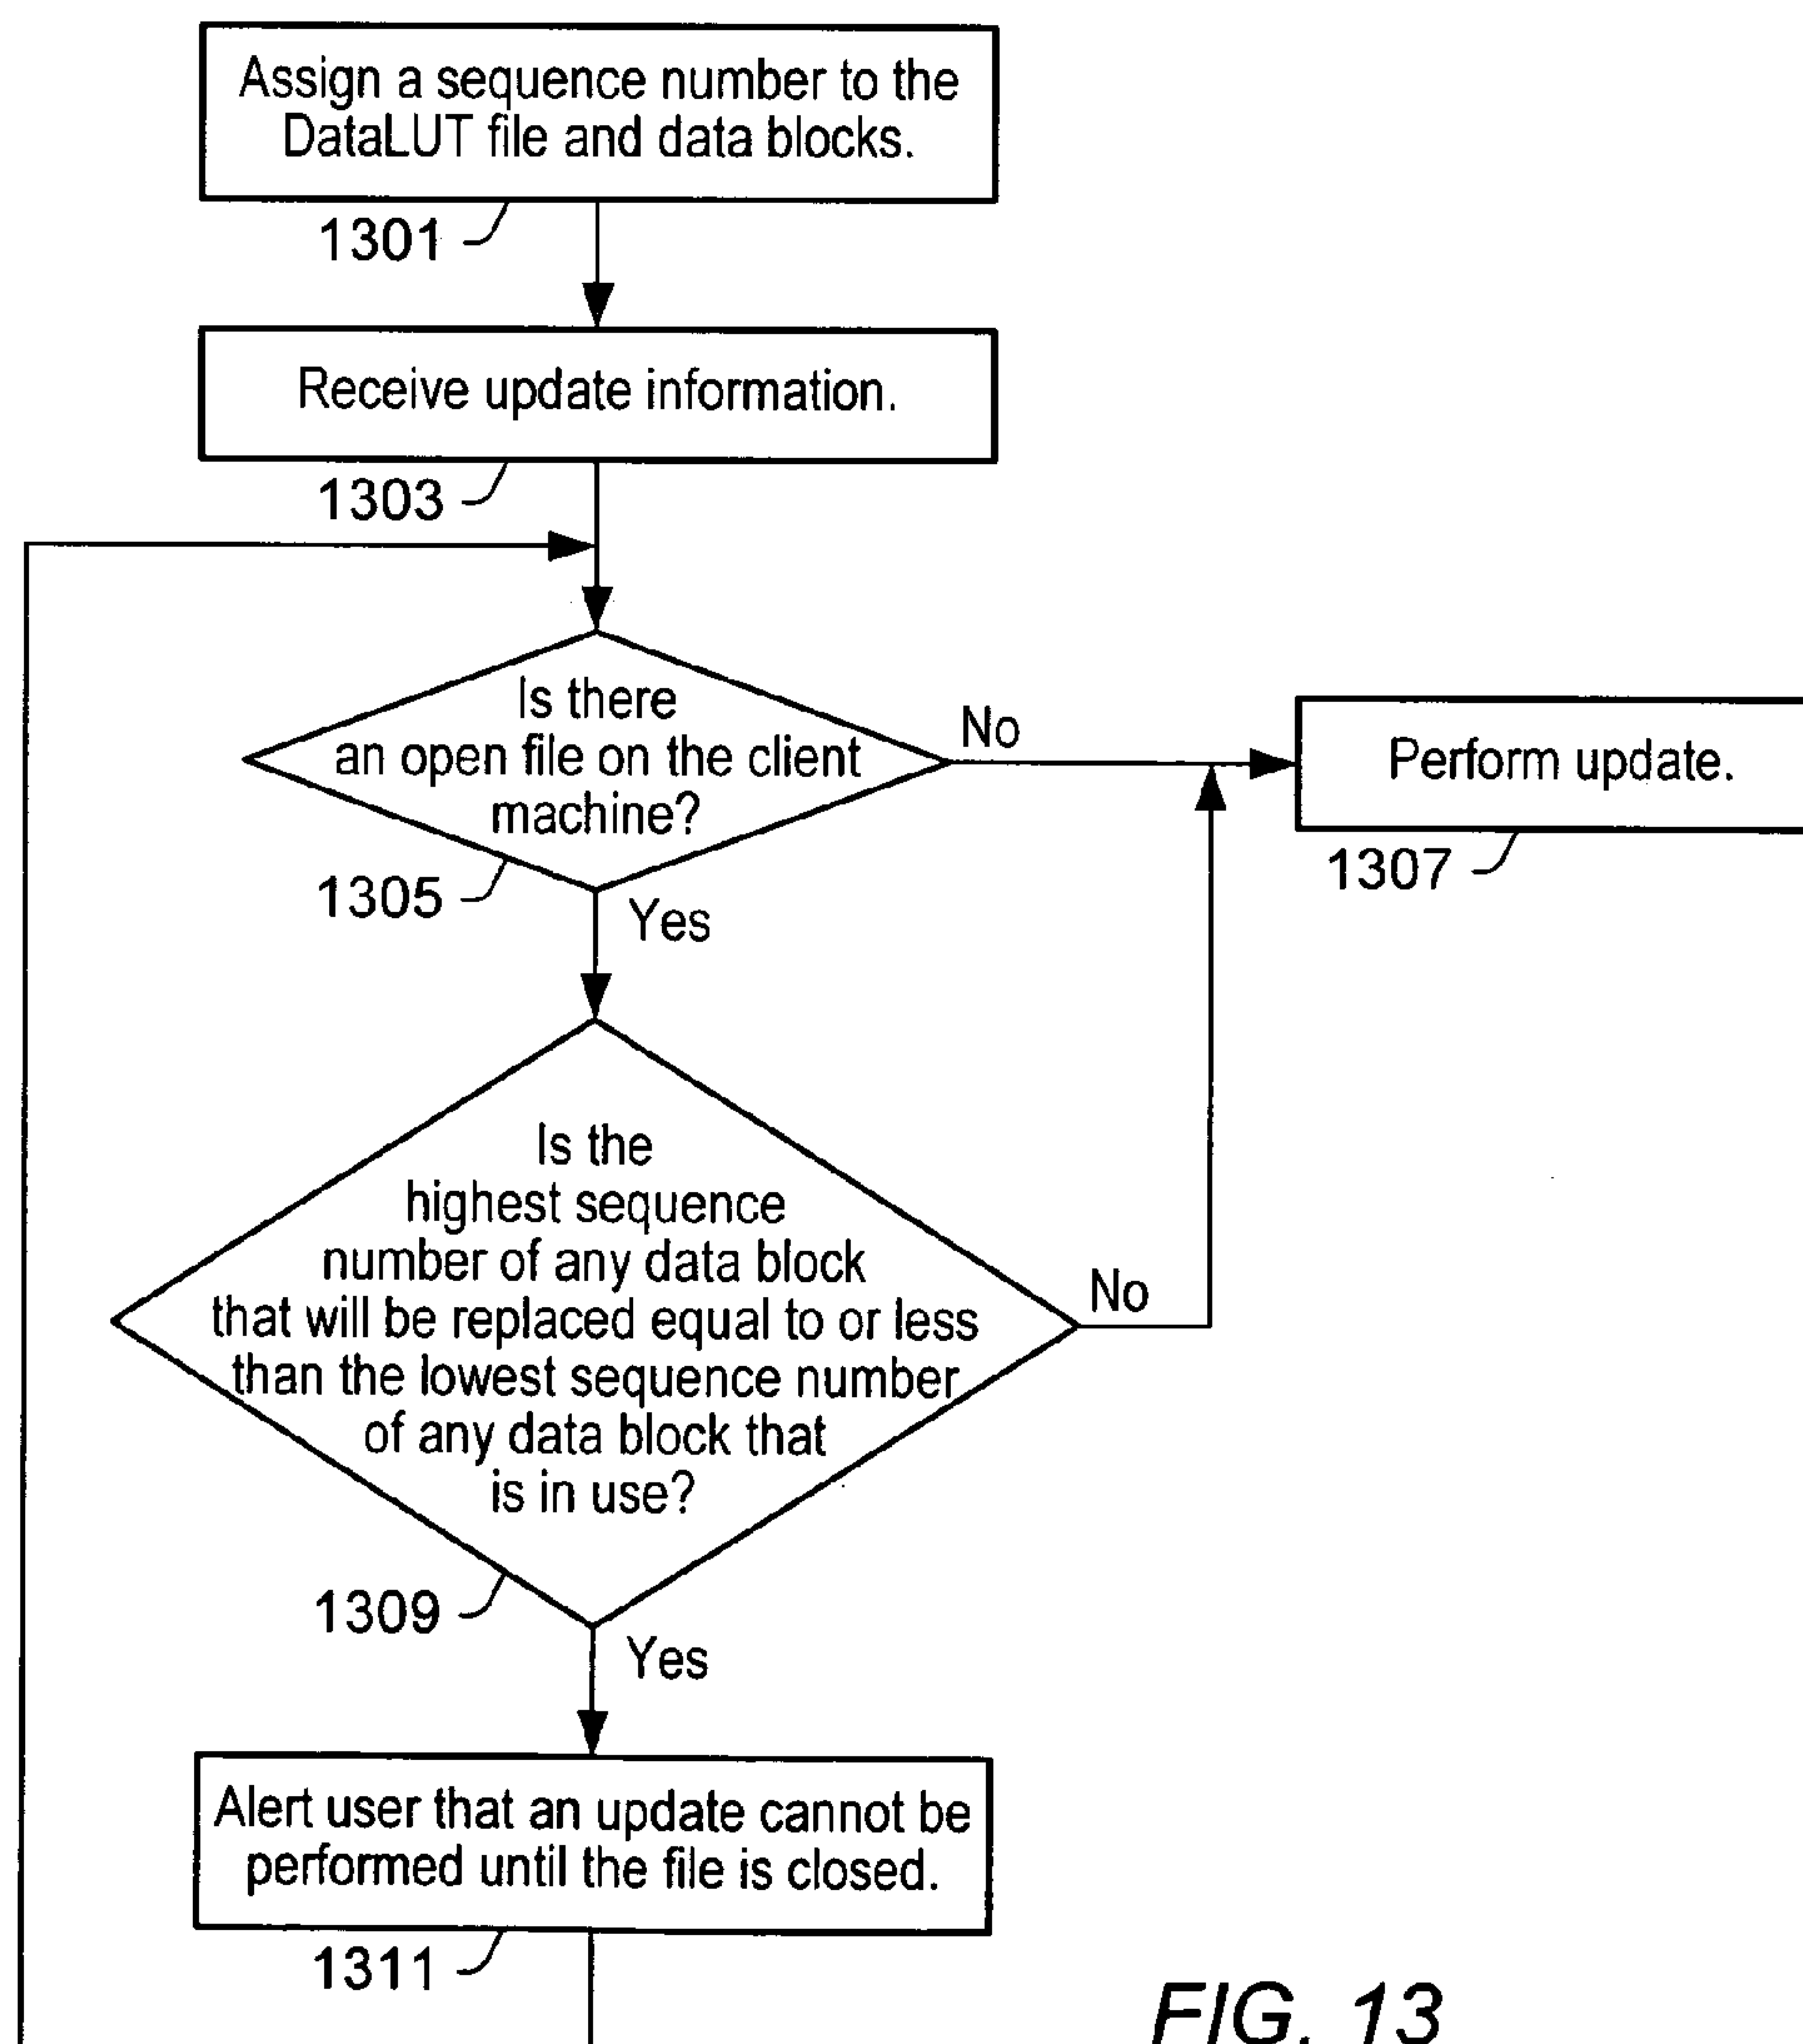 Assign a sequence number to the
DataLUT file and data blocks.
1301
Receive update information.
1303
Is there
an open file on the client
machine?
No
Perform update.
1305
1307
Yes
Is the
highest sequence
number of any data block
that will be replaced equal to or less
than the lowest sequence number
of any data block that
is in use?
No
1309
Yes
Alert user that an update cannot be
performed until the file is closed.
1311
FIG. 13